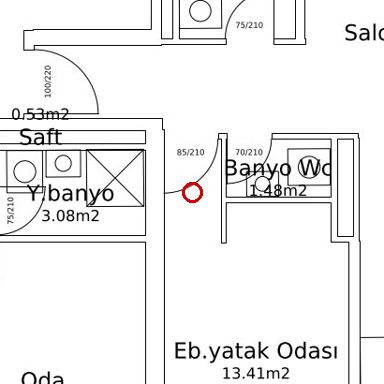 75/210
Salo
100/220
0.53m2
Şaft
85/210
70/210
Banyo Wc
1.48m2
Y.banyo
3.08m2
75/210
Eb.yatak Odası
13.41m2
Oda